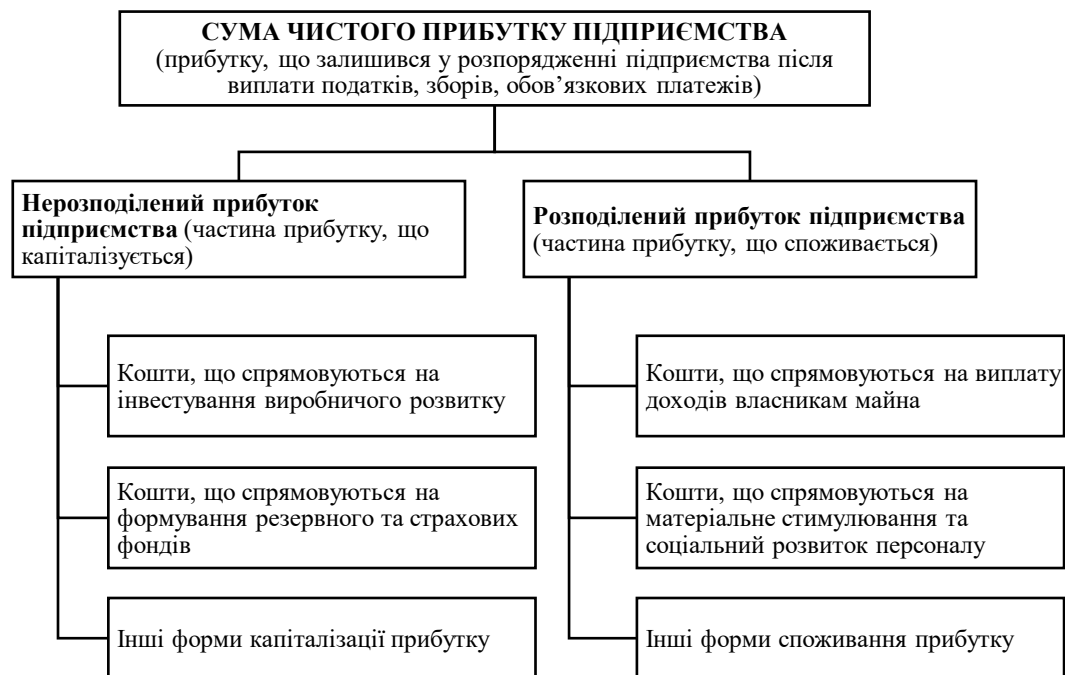 СУМА ЧИСТОГО ПРИБУТКУ ПІДПРИЄМСТВА
(прибутку, що залишився у розпорядженні підприємства після
виплати податків, зборів, обов’язкових платежів)
Нерозподілений прибуток
підприємства (частина прибутку, що
капіталізується)
Розподілений прибуток підприємства
(частина прибутку, що споживається)
Кошти, що спрямовуються на
інвестування виробничого розвитку
Кошти, що спрямовуються на виплату
доходів власникам майна
Кошти, що спрямовуються на
формування резервного та страхових
фондів
Кошти, що спрямовуються на
матеріальне стимулювання та
соціальний розвиток персоналу
Інші форми капіталізації прибутку
Інші форми споживання прибутку